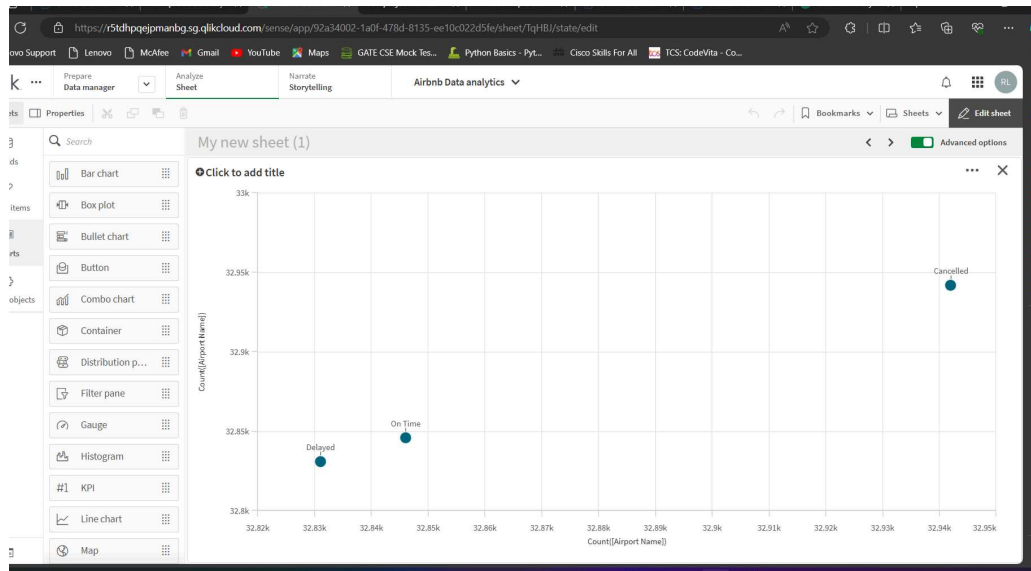 https://r5tdhpqejpmanbg.sg.qlikcloud.com/sense/app/92a34002-1a0f-478d-8135-ee10c022d5fe/sheet/TqHBJ/state/edit
ovo Support Lenovo McAfee Gmail YouTube Maps GATE CSE Mock Tes... Python Basics - Pyt... Cisco Skills For All TCS: CodeVita - Co...
k. ... Prepare Analyze Narrate
Data manager Sheet Storytelling Airbnb Data analytics RL
ets Properties Bookmarks Sheets Edit sheet
Search My new sheet (1) Advanced options
ds
Bar chart Click to add title
items
Box plot
Bullet chart
rts
Button
objects
Combo chart
Container
Distribution p...
Filter pane
Gauge
Histogram
#1 KPI
Line chart
Map
33k
32.95k
32.9k
32.85k
32.8k
Count([Airport Name])
Cancelled
On Time
Delayed
32.82k 32.83k 32.84k 32.85k 32.86k 32.87k 32.88k 32.89k 32.9k 32.91k 32.92k 32.93k 32.94k 32.95k
Count([Airport Name])